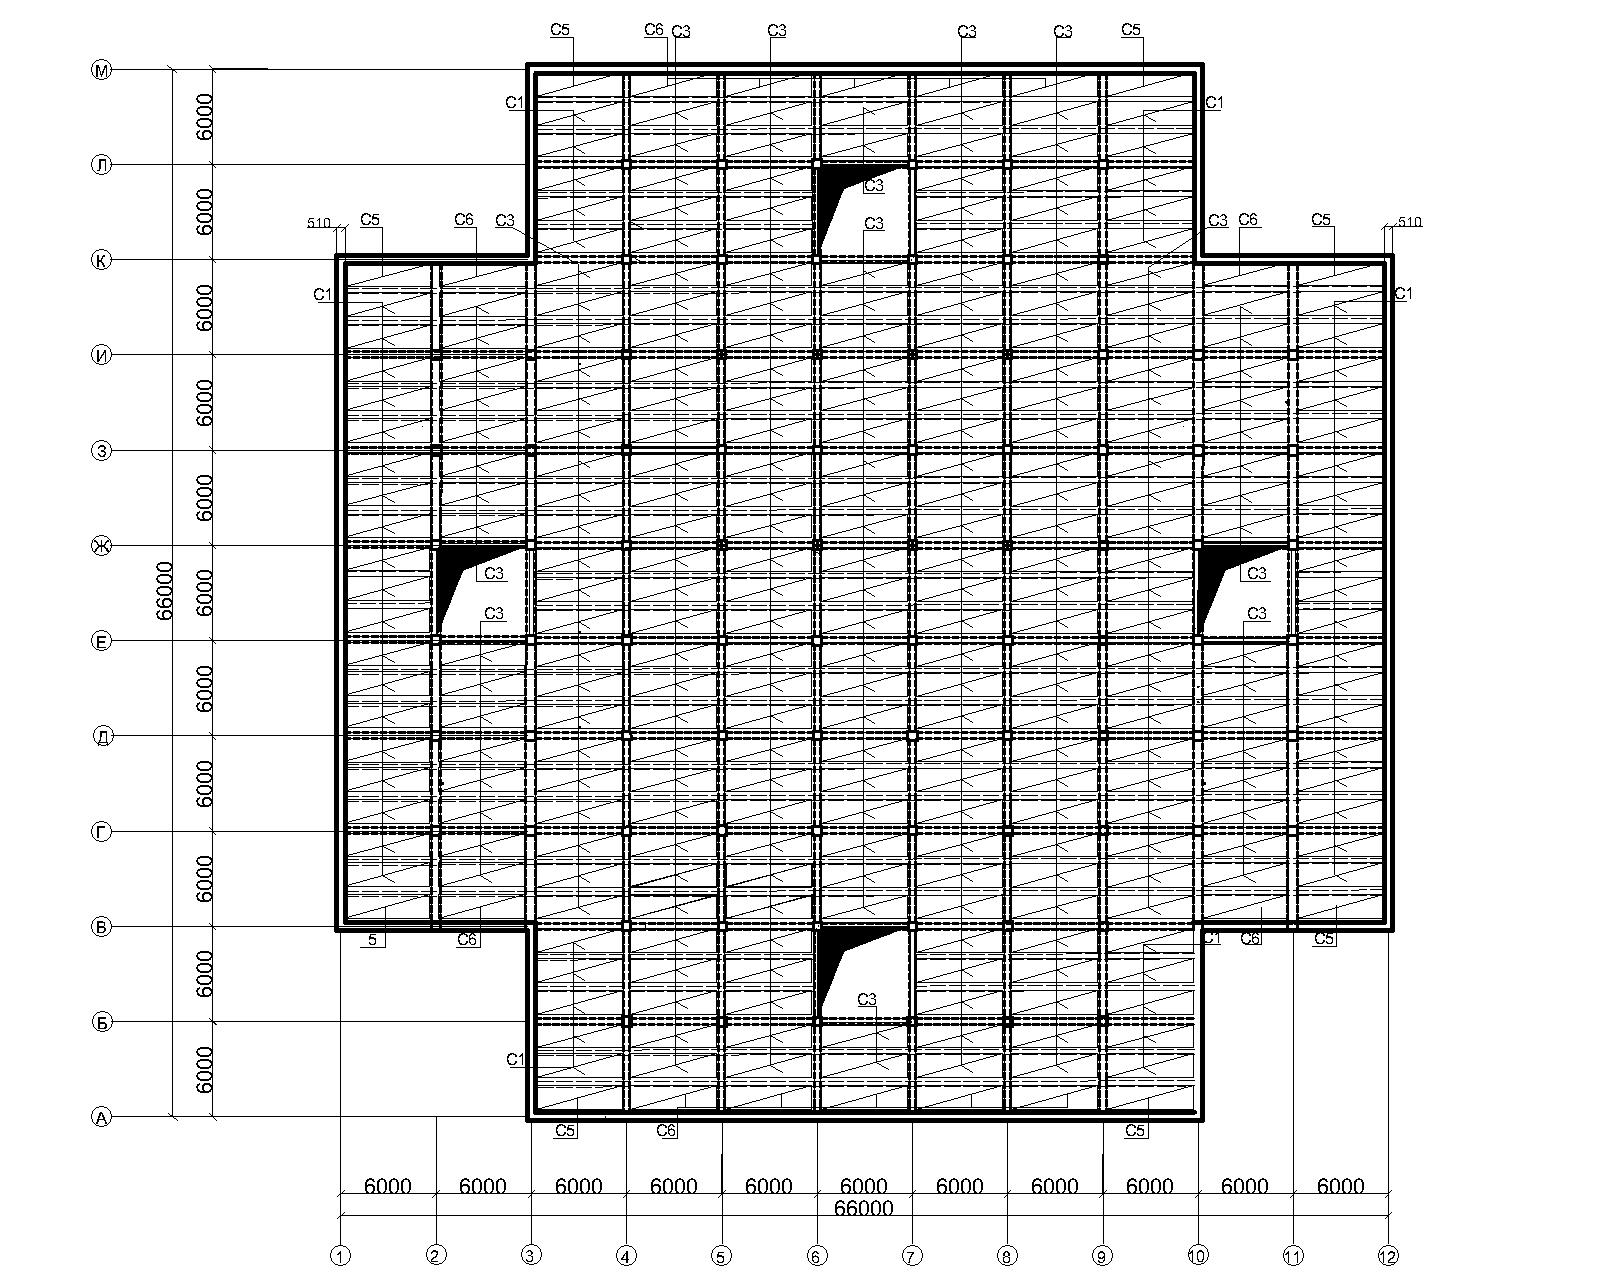 С5 С6 С3 С3 С3 С3 С5
М
6000
С1 С1
Л
С3
6000
510 С5 С6 С3 С3 С3 С6 С5 510
К
С1 С1
6000
И
6000
З
6000
Ж
С3 С3
66000 6000
С3 С3
Е
6000
Д
6000
Г
6000
В
5 С6 С1 С6 С5
6000
С3
Б
С1
6000
А
С5 С6 С5
6000 6000 6000 6000 6000 6000 6000 6000 6000 6000 6000
66000
1 2 3 4 5 6 7 8 9 10 11 12